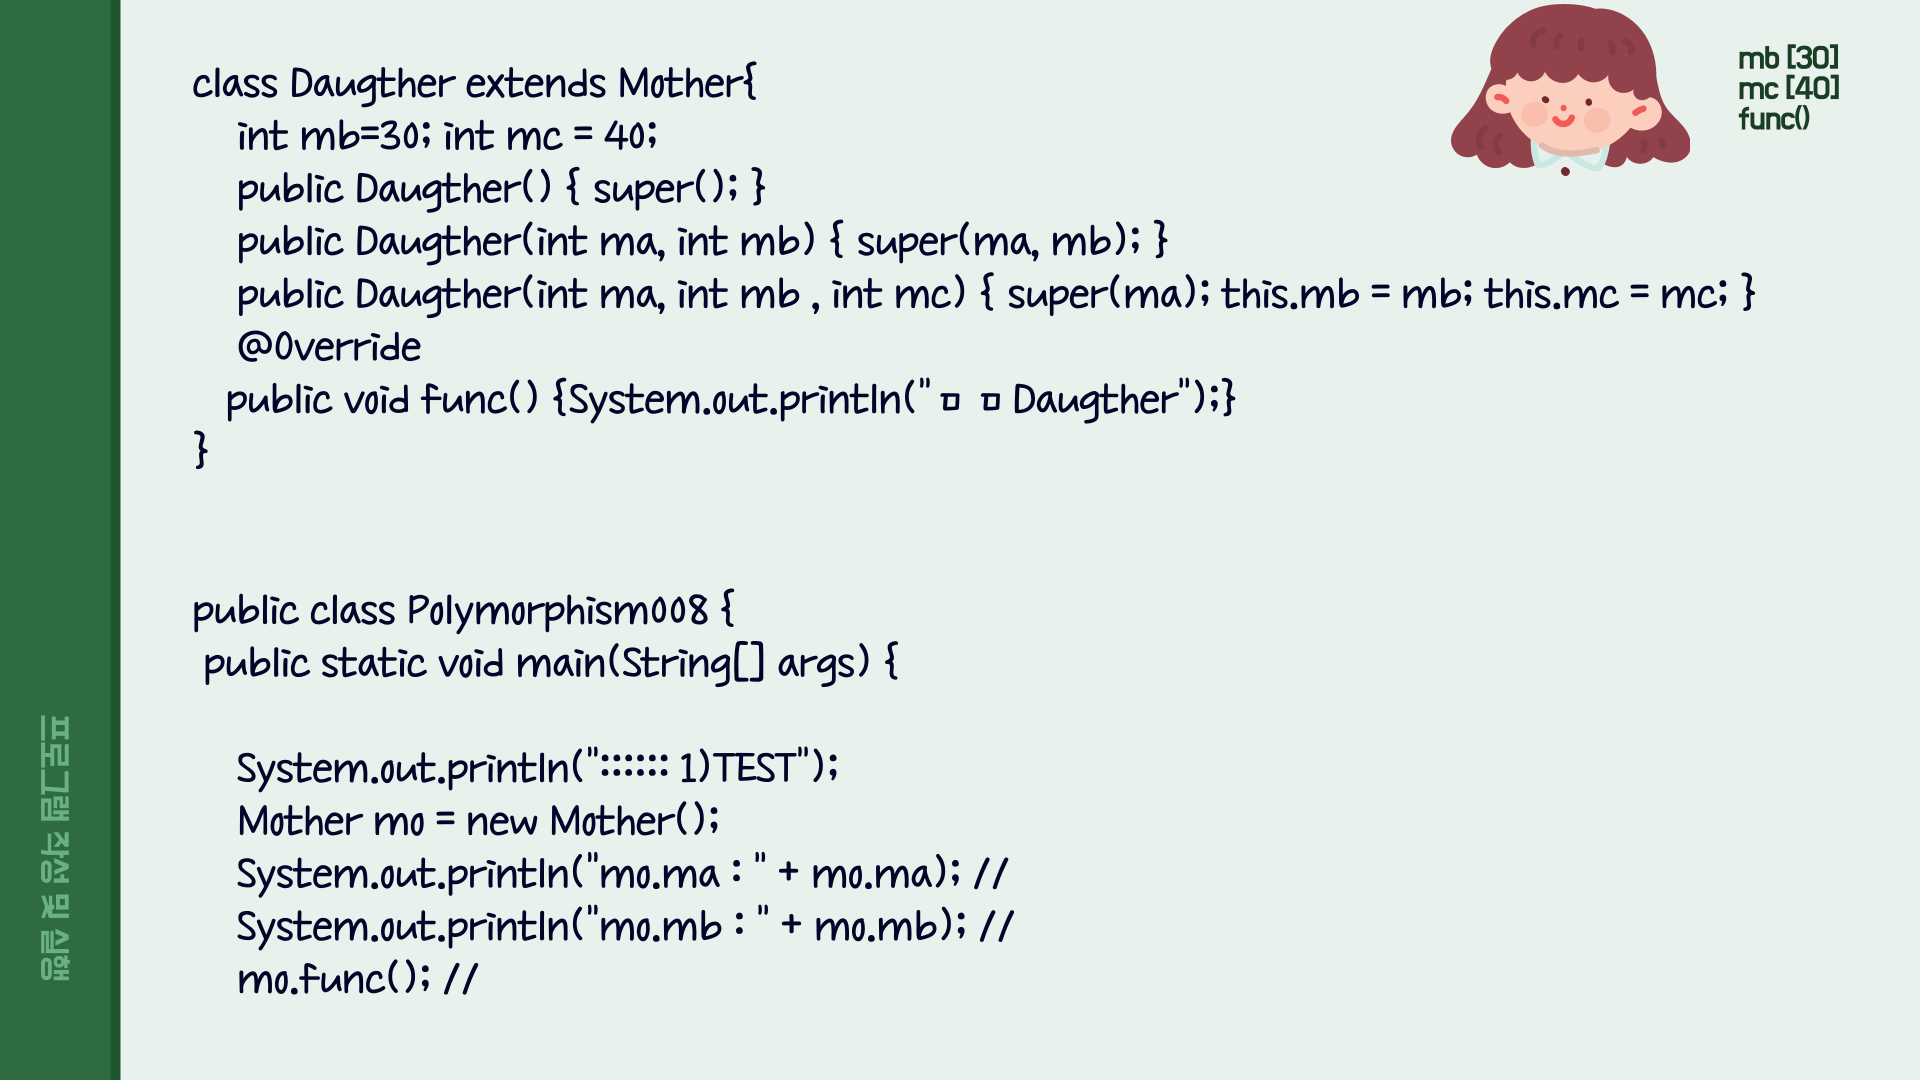 class Daugther extends Mother{
int mb=30; int mc = 40;
public Daugther() { super(); }
public Daugther(int ma, int mb) { super(ma, mb); }
public Daugther(int ma, int mb , int mc) { super(ma); this.mb = mb; this.mc = mc; }
@Override
public void func() {System.out.println("ㅁ ㅁ Daugther");}
}
public class Polymorphism008 {
public static void main(String[] args) {
System.out.println(":::::: 1)TEST");
Mother mo = new Mother();
System.out.println("mo.ma : " + mo.ma); //
System.out.println("mo.mb : " + mo.mb); //
mo.func(); //
mb [30]
mc [40]
func()
프로그램 작성 및 실행